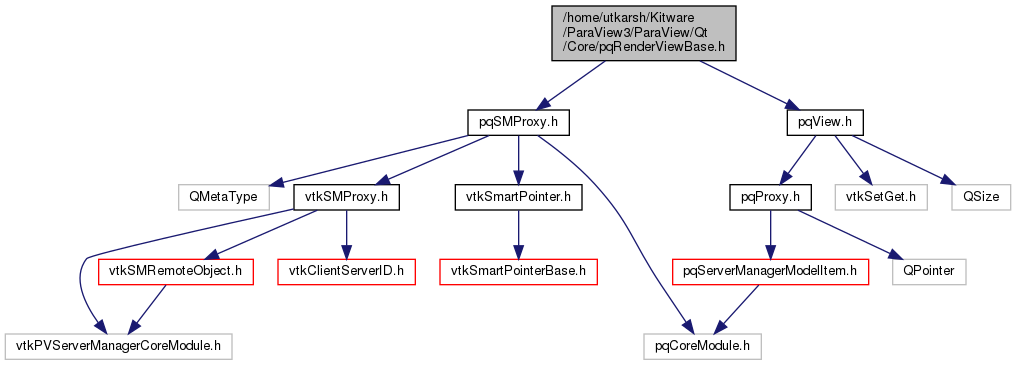 /home/utkarsh/Kitware
/ParaView3/ParaView/Qt
/Core/pqRenderViewBase.h
pqSMProxy.h
pqView.h
QMetaType
vtkSMProxy.h
vtkSmartPointer.h
pqProxy.h
vtkSetGet.h
QSize
vtkSMRemoteObject.h
vtkClientServerID.h
vtkSmartPointerBase.h
pqServerManagerModelItem.h
QPointer
vtkPVServerManagerCoreModule.h
pqCoreModule.h